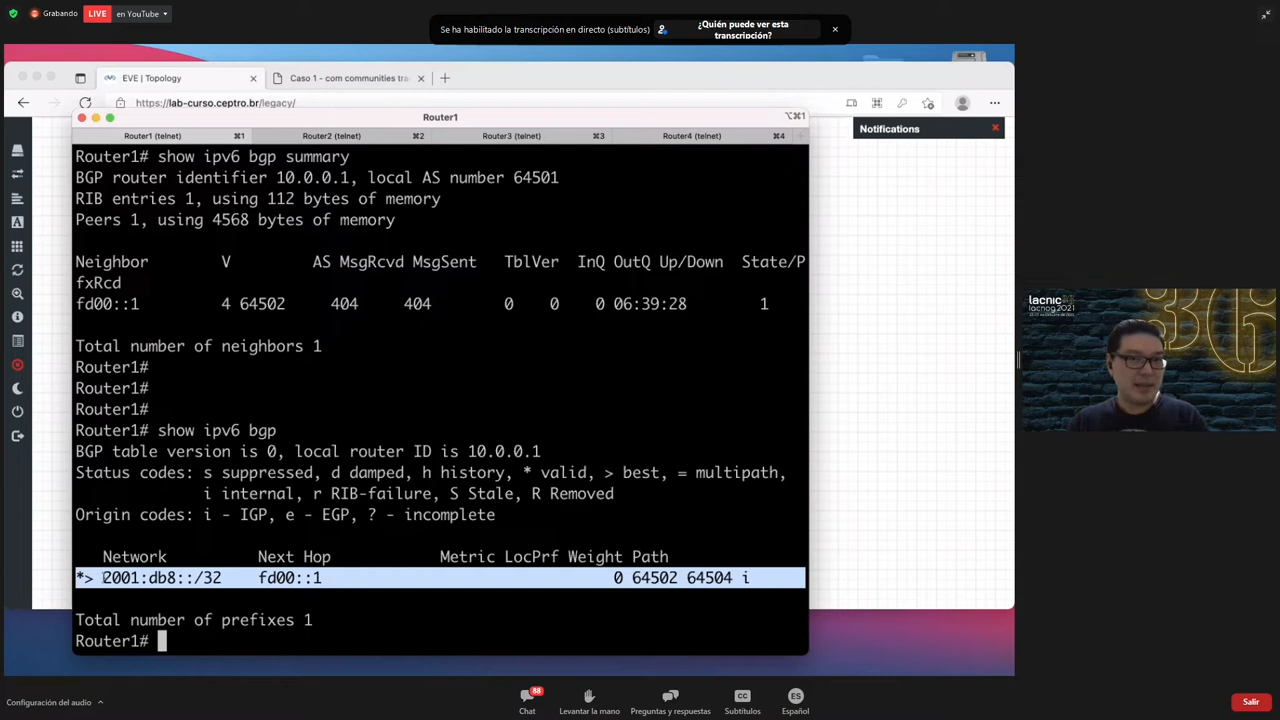 Grabando
LIVE en YouTube
Se ha habilitado la transcripción en directo (subtítulos)
¿Quién puede ver esta
transcripción?
EVE | Topology
Caso 1 - com communities tra
https://lab-curso.ceptro.br/legacy/
Router1
⌥⌘1
Router1 (telnet) ⌘1 Router2 (telnet) ⌘2 Router3 (telnet) ⌘3 Router4 (telnet) ⌘4
Notifications
Router1# show ipv6 bgp summary
BGP router identifier 10.0.0.1, local AS number 64501
RIB entries 1, using 112 bytes of memory
Peers 1, using 4568 bytes of memory
Neighbor V AS MsgRcvd MsgSent TblVer InQ OutQ Up/Down State/P
fxRcd
fd00::1 4 64502 404 404 0 0 0 06:39:28 1
Total number of neighbors 1
Router1#
Router1#
Router1#
Router1# show ipv6 bgp
BGP table version is 0, local router ID is 10.0.0.1
Status codes: s suppressed, d damped, h history, * valid, > best, = multipath,
i internal, r RIB-failure, S Stale, R Removed
Origin codes: i - IGP, e - EGP, ? - incomplete
Network Next Hop Metric LocPrf Weight Path
*> 2001:db8::/32 fd00::1 0 64502 64504 i
Total number of prefixes 1
Router1#
lacnic
lacnog 2021
Configuración del audio
88
Chat
Levantar la mano
Preguntas y respuestas
CC
Subtítulos
ES
Español
Salir